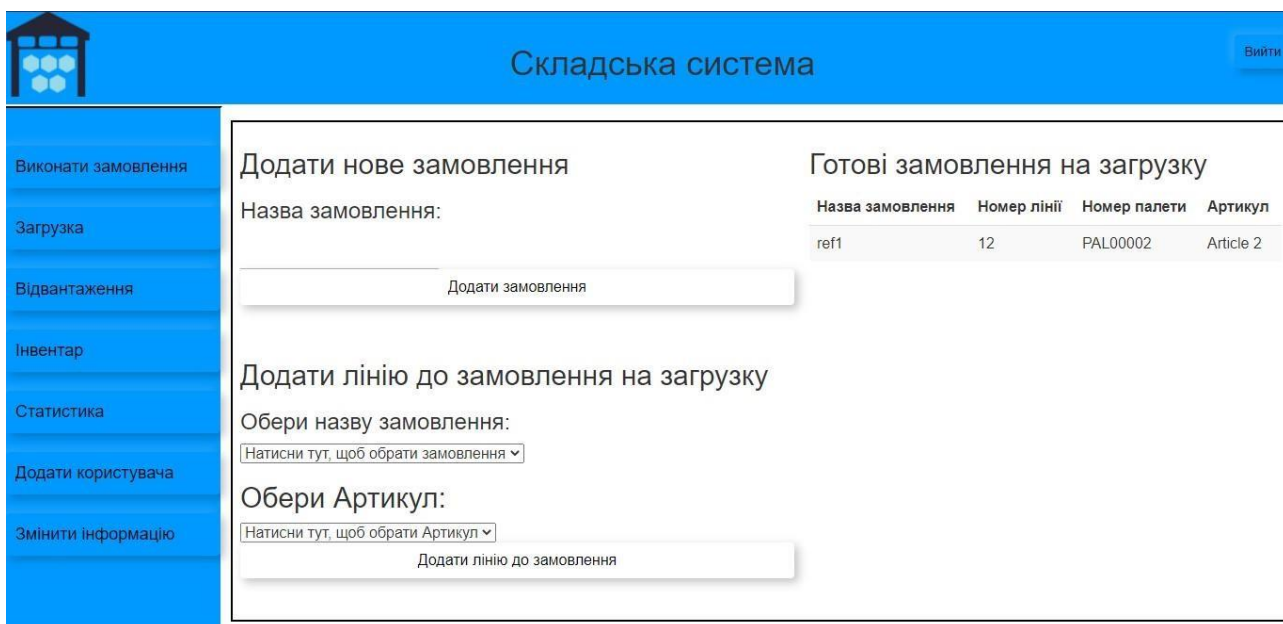 Складська система
Вийти
Виконати замовлення
Загрузка
Відвантаження
Інвентар
Статистика
Додати користувача
Змінити інформацію
Додати нове замовлення
Назва замовлення:
Додати замовлення
Додати лінію до замовлення на загрузку
Обери назву замовлення:
Натисни тут, щоб обрати замовлення
Обери Артикул:
Натисни тут, щоб обрати Артикул
Додати лінію до замовлення
Готові замовлення на загрузку
Назва замовлення Номер лінії Номер палети Артикул
ref1 12 PAL00002 Article 2